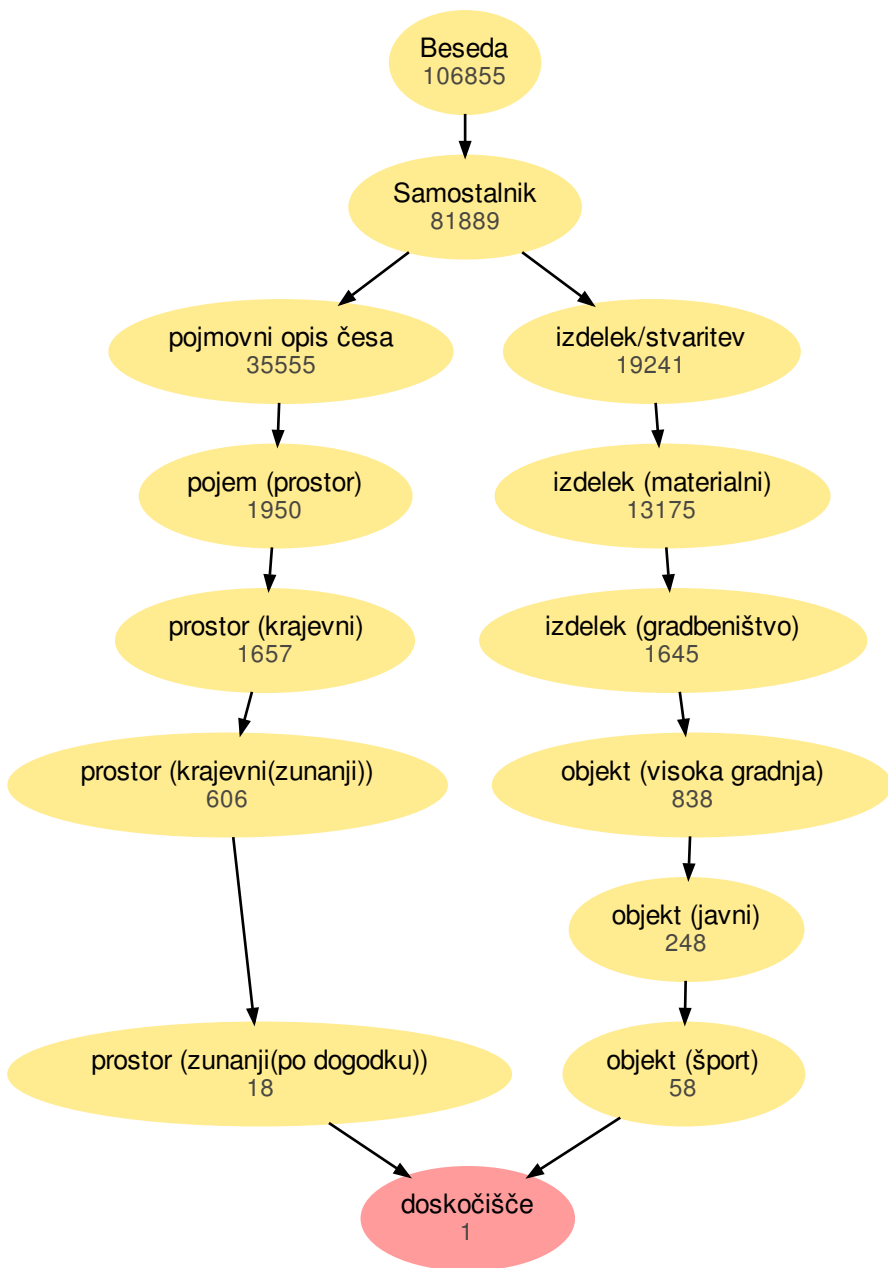 Beseda
106855
Samostalnik
81889
pojmovni opis česa
35555
izdelek/stvaritev
19241
pojem (prostor)
1950
izdelek (materialni)
13175
prostor (krajevni)
1657
izdelek (gradbeništvo)
1645
prostor (krajevni(zunanji))
606
objekt (visoka gradnja)
838
objekt (javni)
248
prostor (zunanji(po dogodku))
18
objekt (šport)
58
doskočišče
1